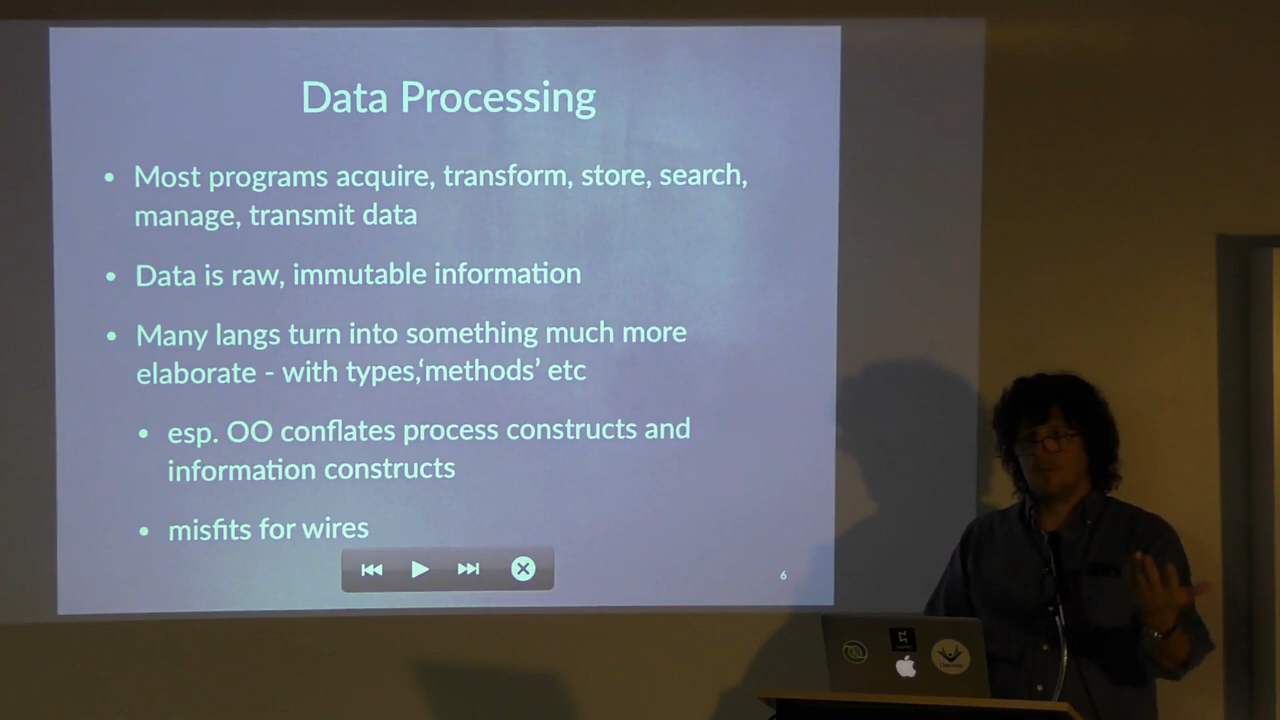 Data Processing
• Most programs acquire, transform, store, search,
manage, transmit data
• Data is raw, immutable information
• Many langs turn into something much more
elaborate - with types,‘methods’ etc
• esp. OO conflates process constructs and
information constructs
• misfits for wires
6